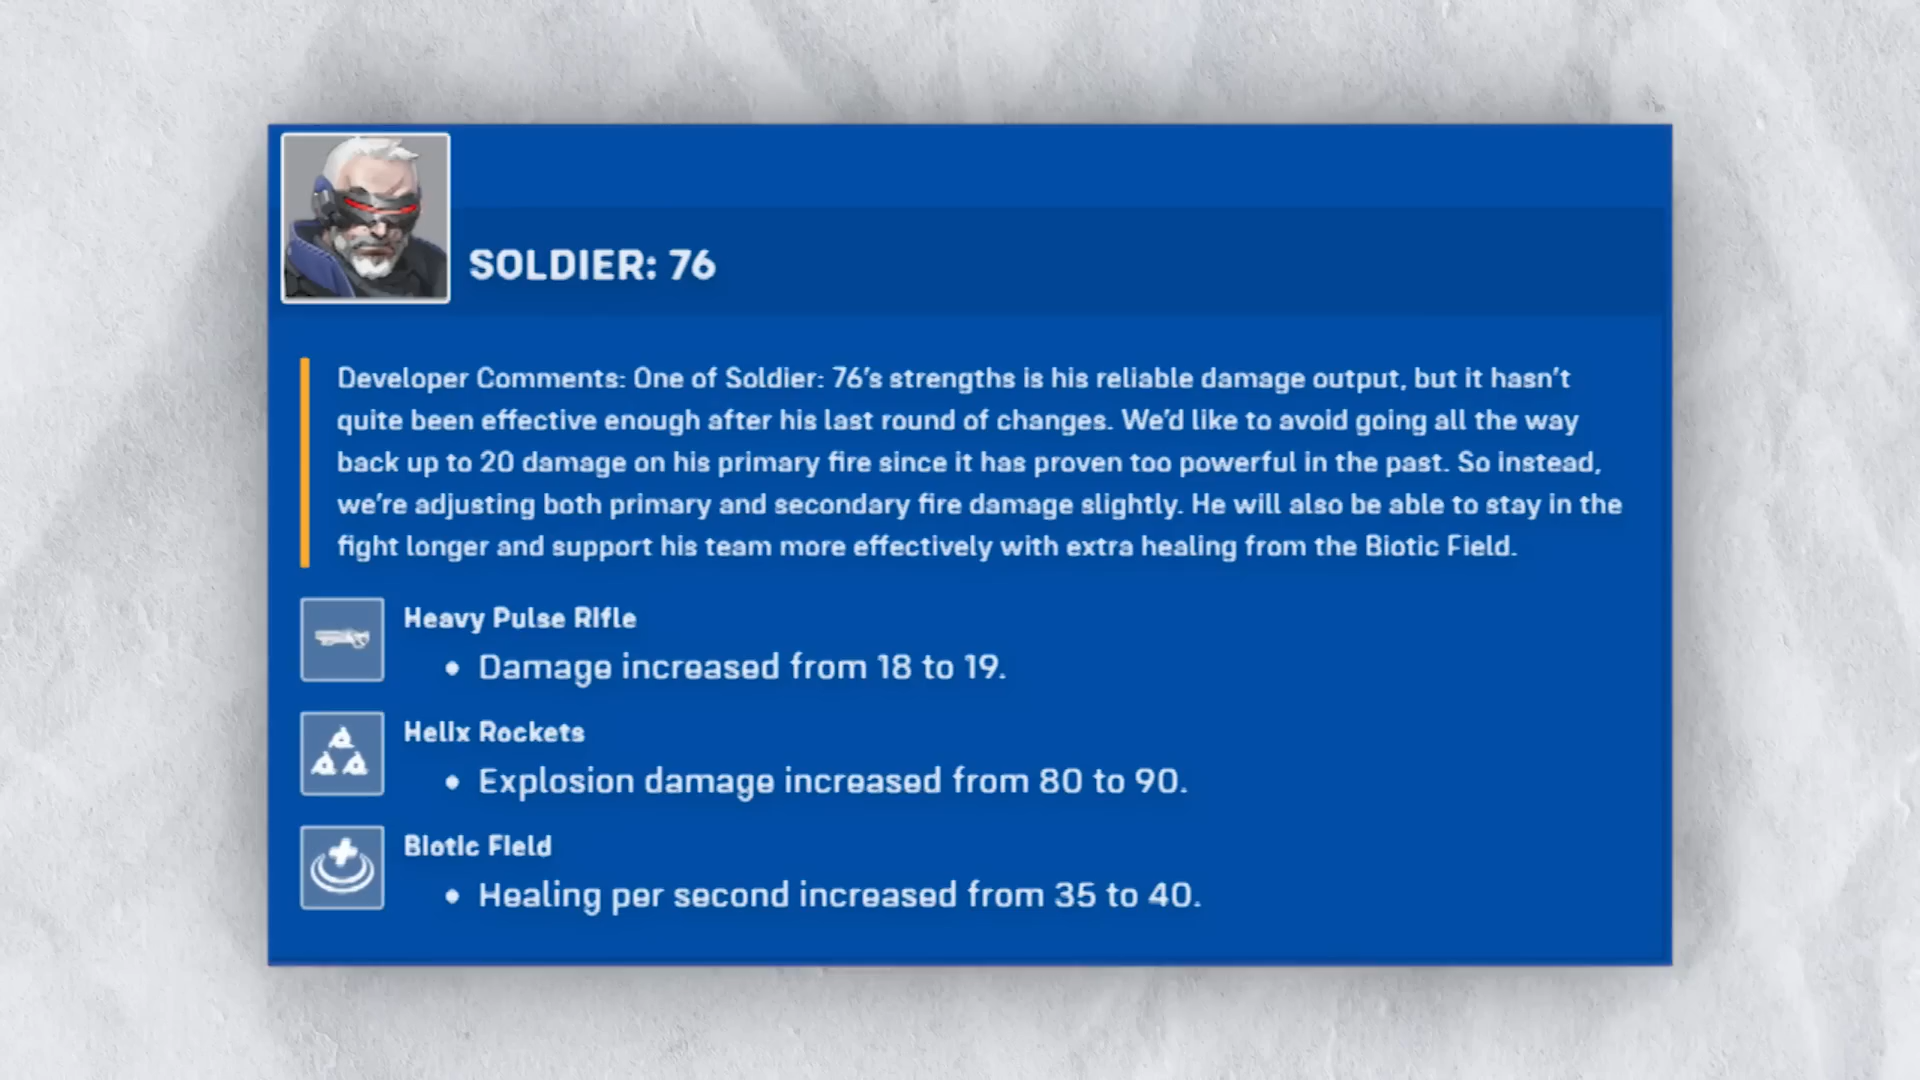 SOLDIER: 76
Developer Comments: One of Soldier: 76's strengths is his reliable damage output, but it hasn't
quite been effective enough after his last round of changes. We'd like to avoid going all the way
back up to 20 damage on his primary fire since it has proven too powerful in the past. So instead,
we're adjusting both primary and secondary fire damage slightly. He will also be able to stay in the
fight longer and support his team more effectively with extra healing from the Biotic Field.
Heavy Pulse Rifle
• Damage increased from 18 to 19.
Helix Rockets
• Explosion damage increased from 80 to 90.
Biotic Field
• Healing per second increased from 35 to 40.